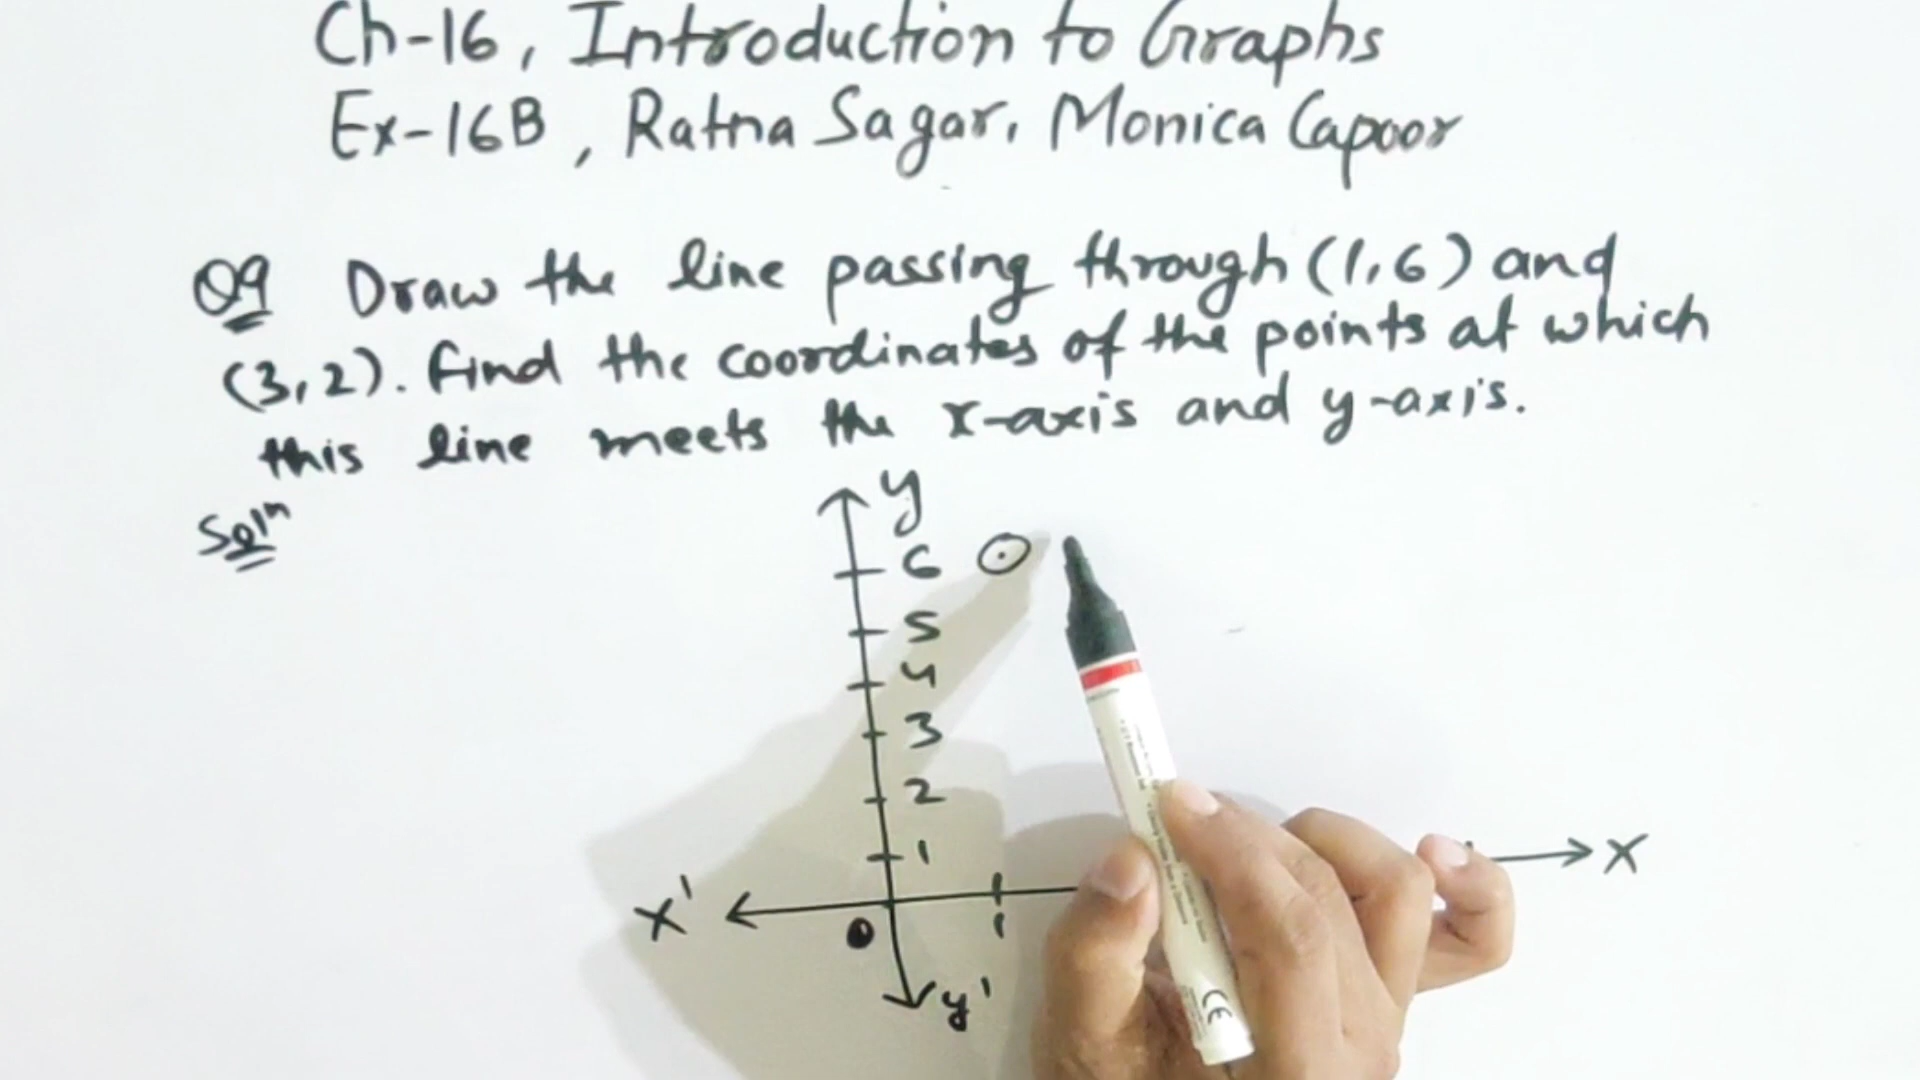 Ch-16, Introduction to Graphs
Ex-16B, Ratna Sagar, Monica Capoor
Q9 Draw the line passing through (1,6) and
(3,2). Find the coordinates of the points at which
this line meets the x-axis and y-axis.
Soln
y
6
5
4
3
2
1
X
X'
0
1
y'
CE